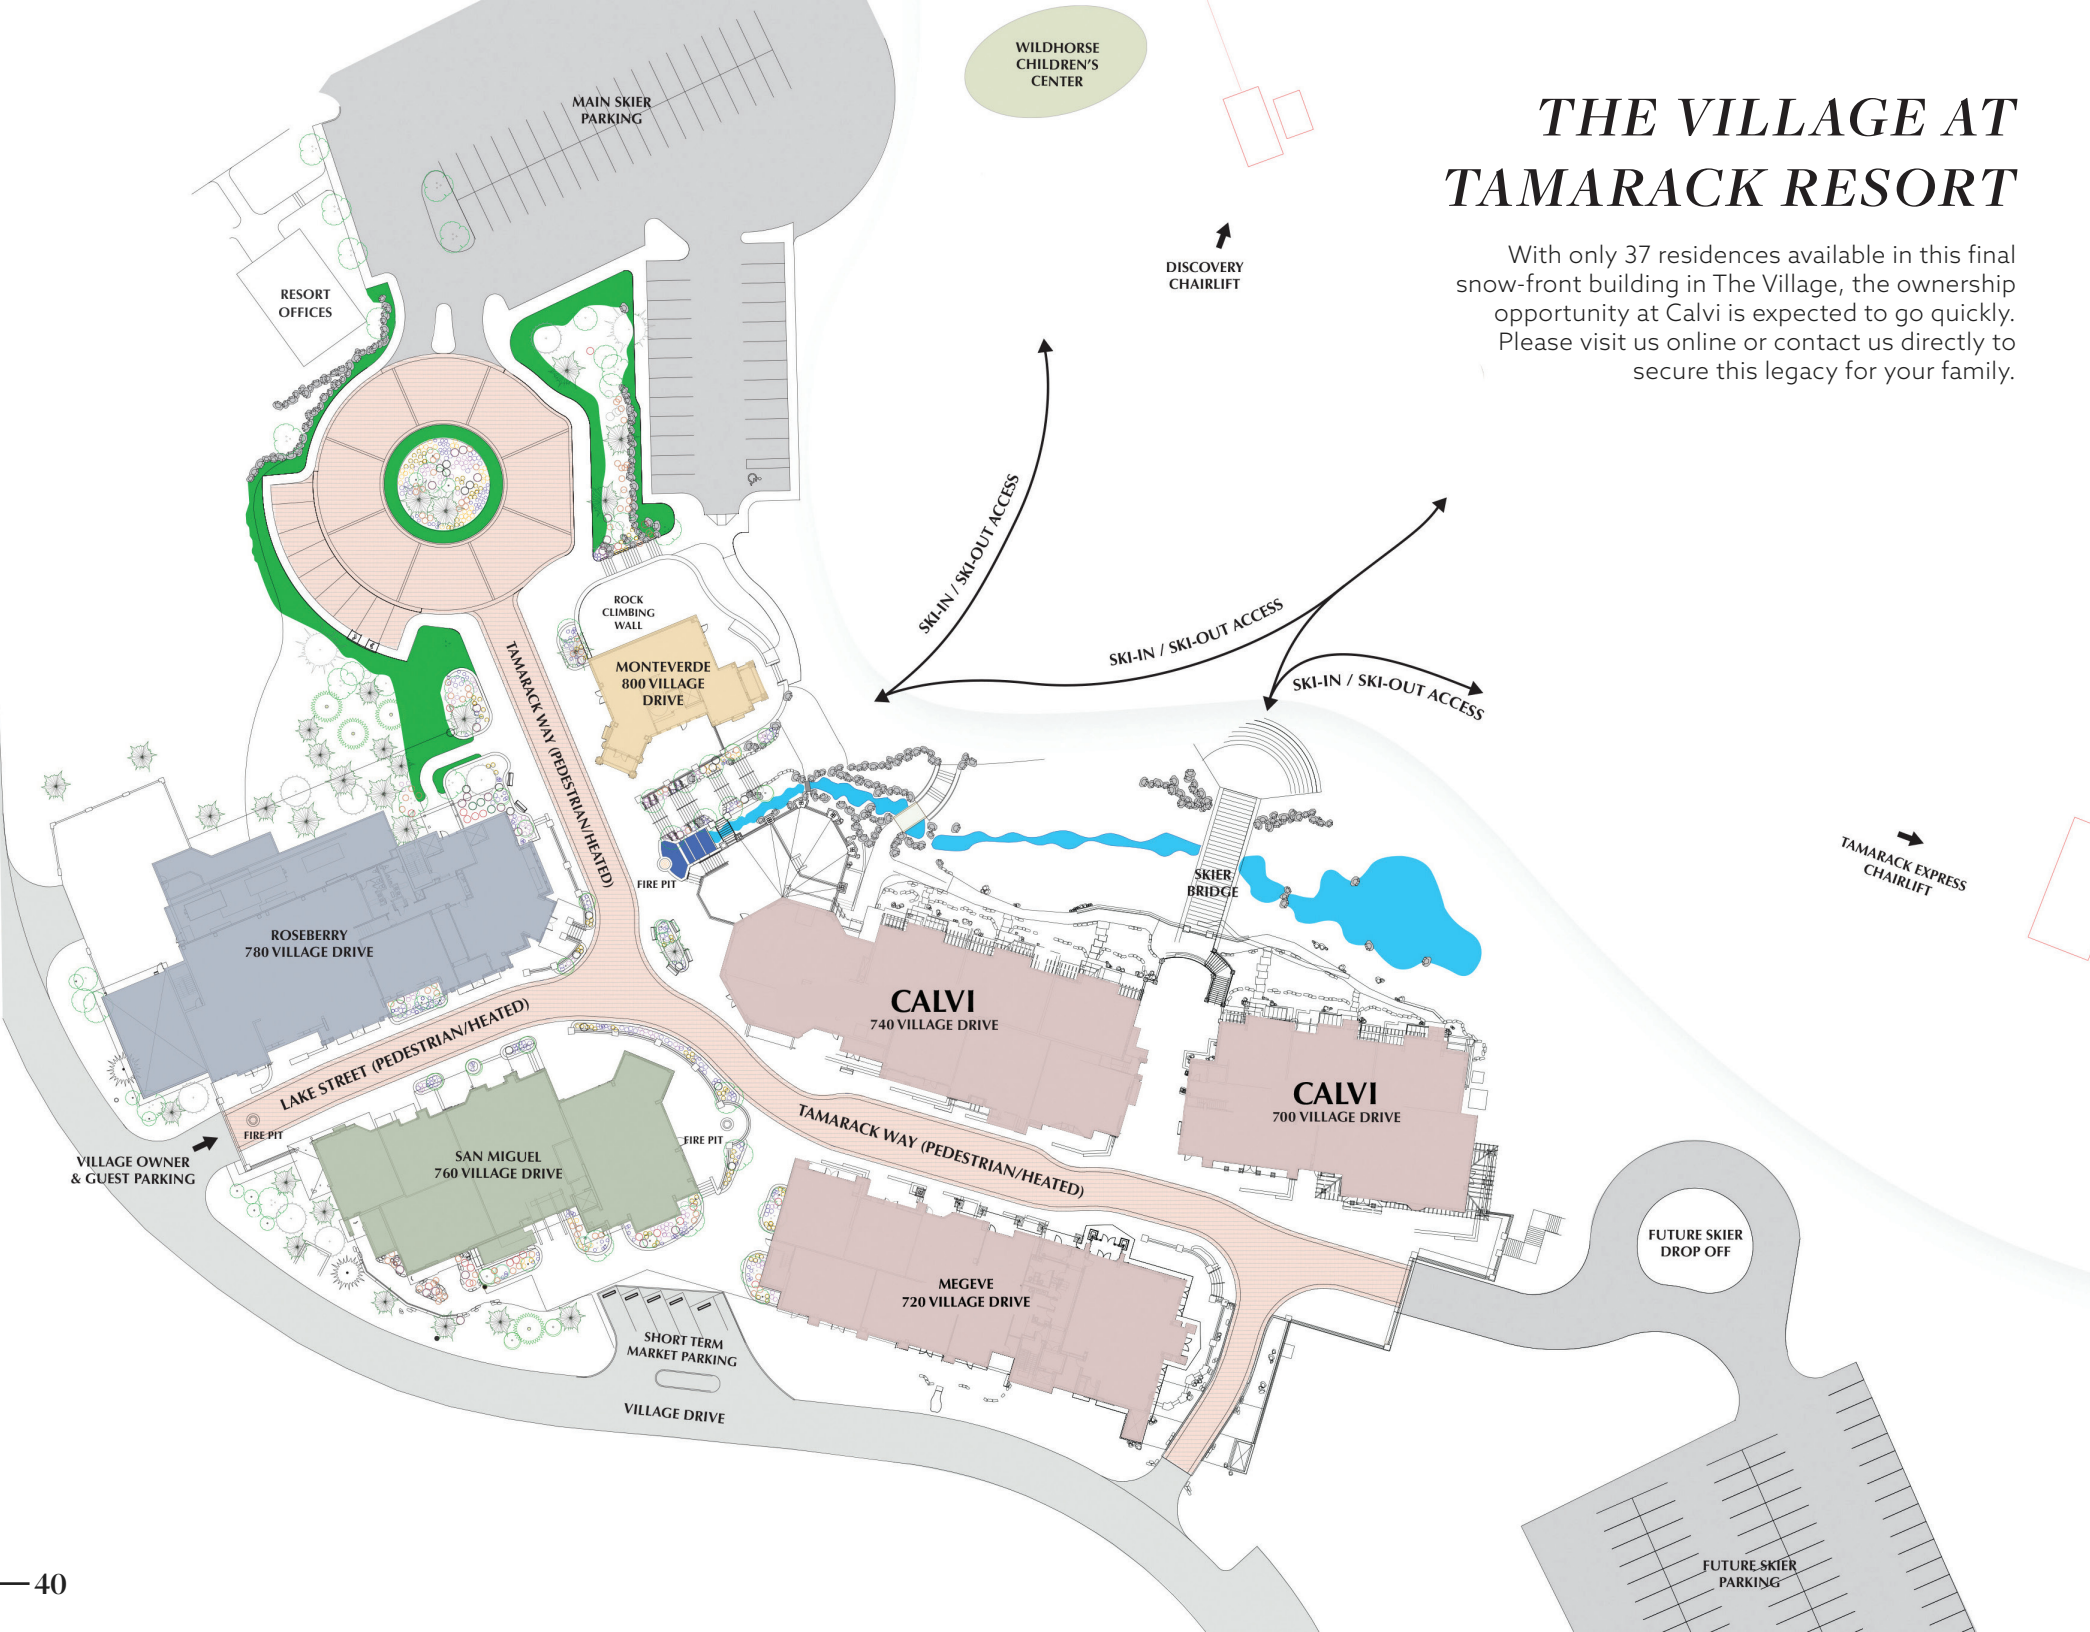 WILDHORSE
CHILDREN'S
CENTER
THE VILLAGE AT
TAMARACK RESORT
With only 37 residences available in this final
snow-front building in The Village, the ownership
opportunity at Calvi is expected to go quickly.
Please visit us online or contact us directly to
secure this legacy for your family.
MAIN SKIER
PARKING
DISCOVERY
CHAIRLIFT
RESORT
OFFICES
SKI-IN / SKI-OUT ACCESS
SKI-IN / SKI-OUT ACCESS
SKI-IN / SKI-OUT ACCESS
ROCK
CLIMBING
WALL
MONTEVERDE
800 VILLAGE
DRIVE
TAMARACK WAY (PEDESTRIAN/HEATED)
FIRE PIT
SKIER
BRIDGE
TAMARACK EXPRESS
CHAIRLIFT
ROSEBERRY
780 VILLAGE DRIVE
CALVI
740 VILLAGE DRIVE
CALVI
700 VILLAGE DRIVE
LAKE STREET (PEDESTRIAN/HEATED)
FIRE PIT
FIRE PIT
VILLAGE OWNER
& GUEST PARKING
SAN MIGUEL
760 VILLAGE DRIVE
TAMARACK WAY (PEDESTRIAN/HEATED)
FUTURE SKIER
DROP OFF
MEGEVE
720 VILLAGE DRIVE
SHORT TERM
MARKET PARKING
VILLAGE DRIVE
FUTURE SKIER
PARKING
40